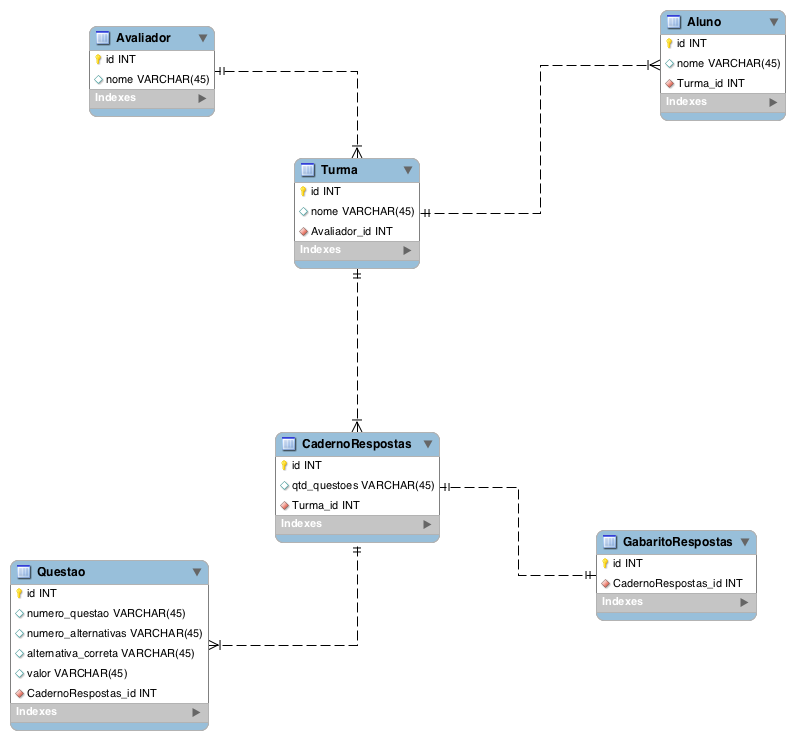 Avaliador
id INT
nome VARCHAR(45)
Indexes
Aluno
id INT
nome VARCHAR(45)
Turma_id INT
Indexes
Turma
id INT
nome VARCHAR(45)
Avaliador_id INT
Indexes
CadernoRespostas
id INT
qtd_questoes VARCHAR(45)
Turma_id INT
Indexes
GabaritoRespostas
id INT
CadernoRespostas_id INT
Indexes
Questao
id INT
numero_questao VARCHAR(45)
numero_alternativas VARCHAR(45)
alternativa_correta VARCHAR(45)
valor VARCHAR(45)
CadernoRespostas_id INT
Indexes